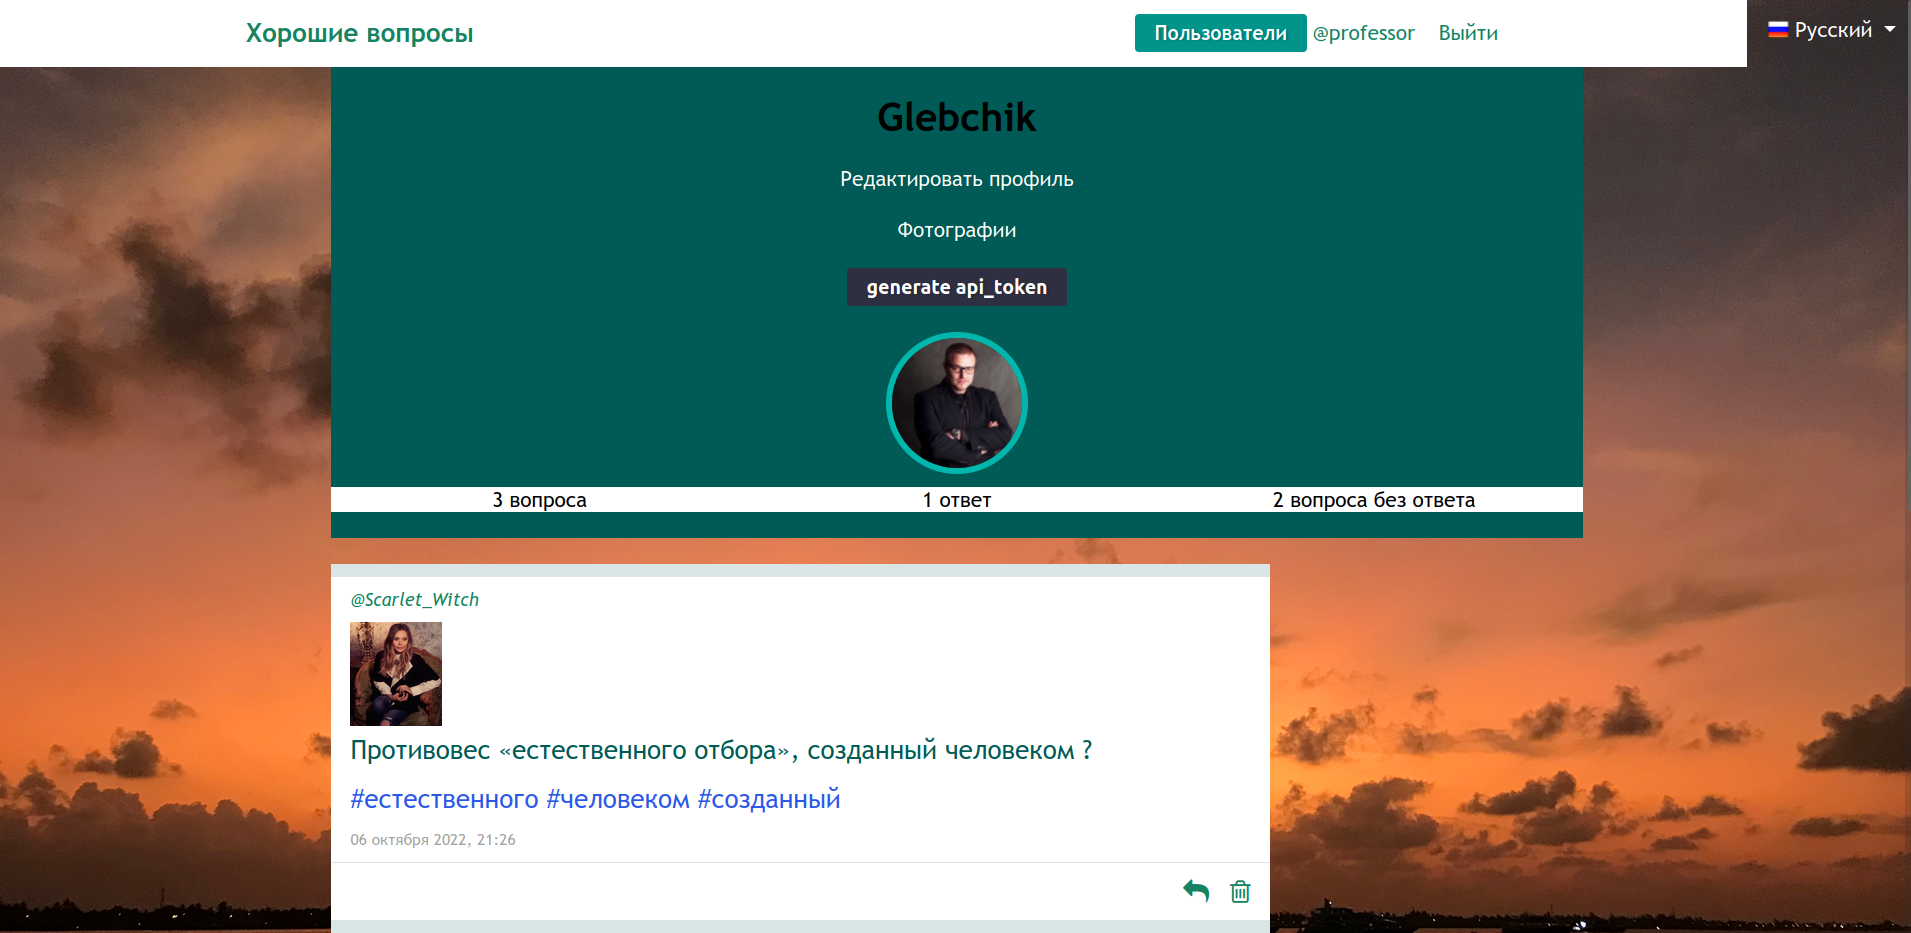 Хорошие вопросы
Пользователи @professor Выйти
Русский
Glebchik
Редактировать профиль
Фотографии
generate api_token
3 вопроса 1 ответ 2 вопроса без ответа
@Scarlet_Witch
Противовес «естественного отбора», созданный человеком ?
#естественного #человеком #созданный
06 октября 2022, 21:26